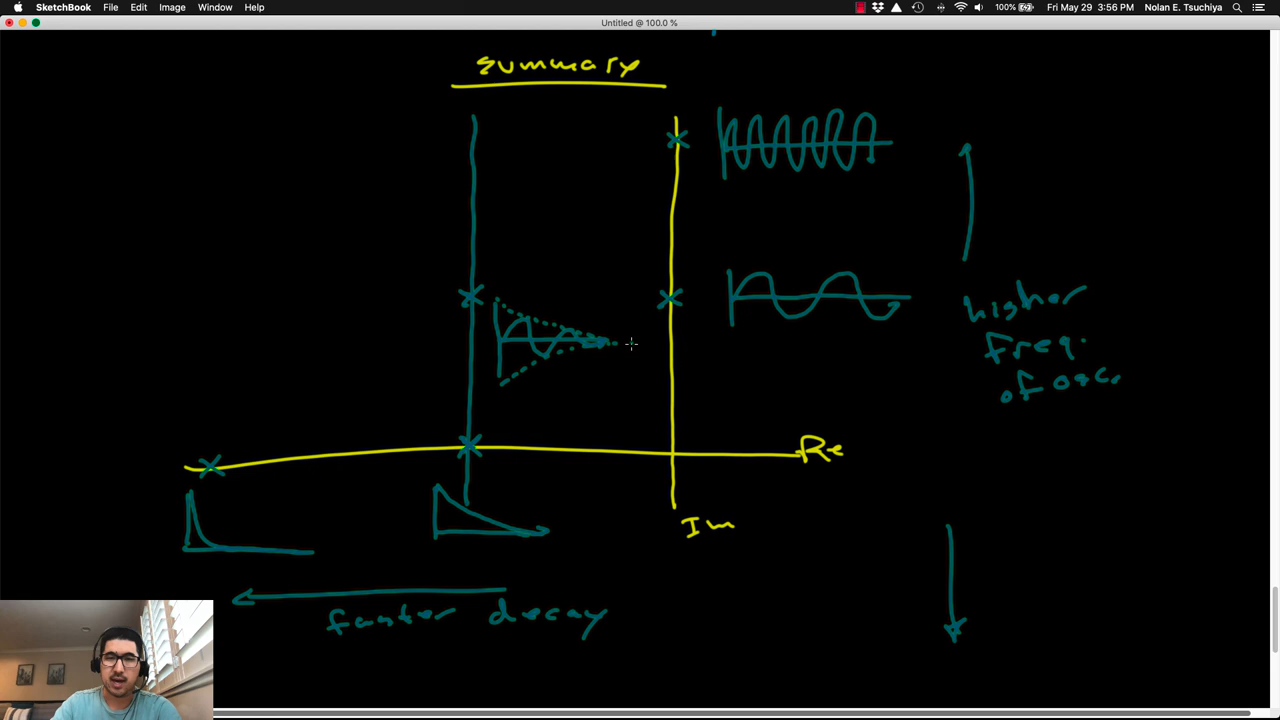 SketchBook File Edit Image Window Help
100% Fri May 29 3:56 PM Nolan E. Tsuchiya
Untitled @ 100.0 %
summary
higher
freq.
of osc.
Re
Im
faster decay